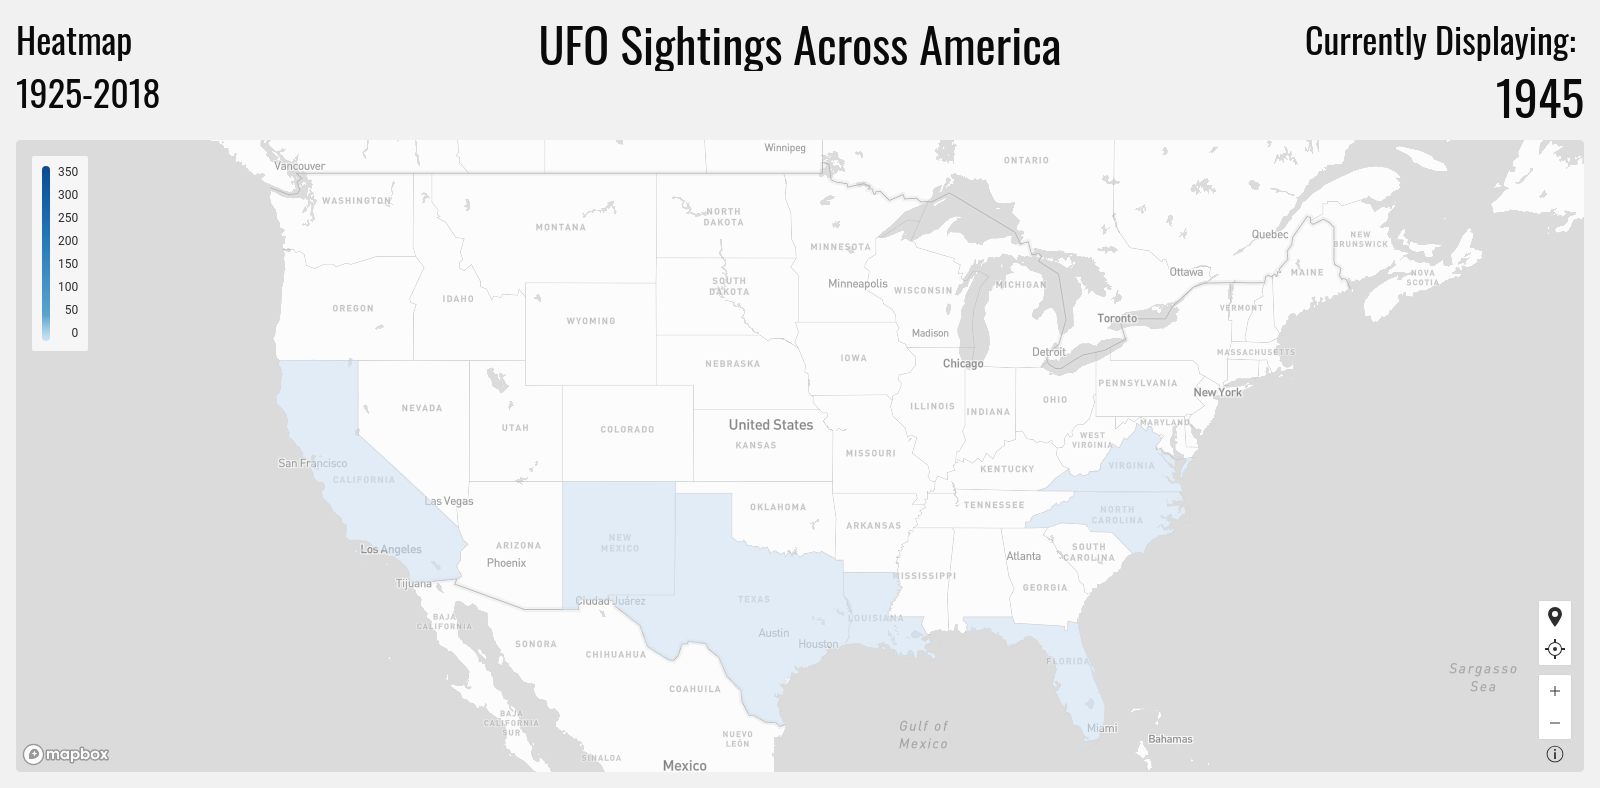 Heatmap
1925-2018
UFO Sightings Across America
Currently Displaying:
1945
350
300
250
200
150
100
50
0
Vancouver
Winnipeg
ONTARIO
WASHINGTON
MONTANA
NORTH
DAKOTA
MINNESOTA
Quebec
NEW
BRUNSWICK
Ottawa
MAINE
NOVA
SCOTIA
OREGON
IDAHO
SOUTH
DAKOTA
Minneapolis
WISCONSIN
MICHIGAN
VERMONT
WYOMING
Toronto
Madison
Detroit
MASSACHUSETTS
NEBRASKA
IOWA
Chicago
PENNSYLVANIA
New York
NEVADA
UTAH
COLORADO
United States
KANSAS
ILLINOIS
INDIANA
OHIO
MARYLAND
WEST
VIRGINIA
MISSOURI
KENTUCKY
VIRGINIA
San Francisco
CALIFORNIA
Las Vegas
OKLAHOMA
ARKANSAS
TENNESSEE
NORTH
CAROLINA
Los Angeles
ARIZONA
Phoenix
NEW
MEXICO
Atlanta
SOUTH
CAROLINA
Tijuana
Ciudad Juárez
TEXAS
MISSISSIPPI
GEORGIA
BAJA
CALIFORNIA
SONORA
CHIHUAHUA
Austin
Houston
LOUISIANA
FLORIDA
COAHUILA
BAJA
CALIFORNIA
SUR
NUEVO
LEÓN
SINALOA
Mexico
Gulf of
Mexico
Miami
Bahamas
Sargasso
Sea
mapbox